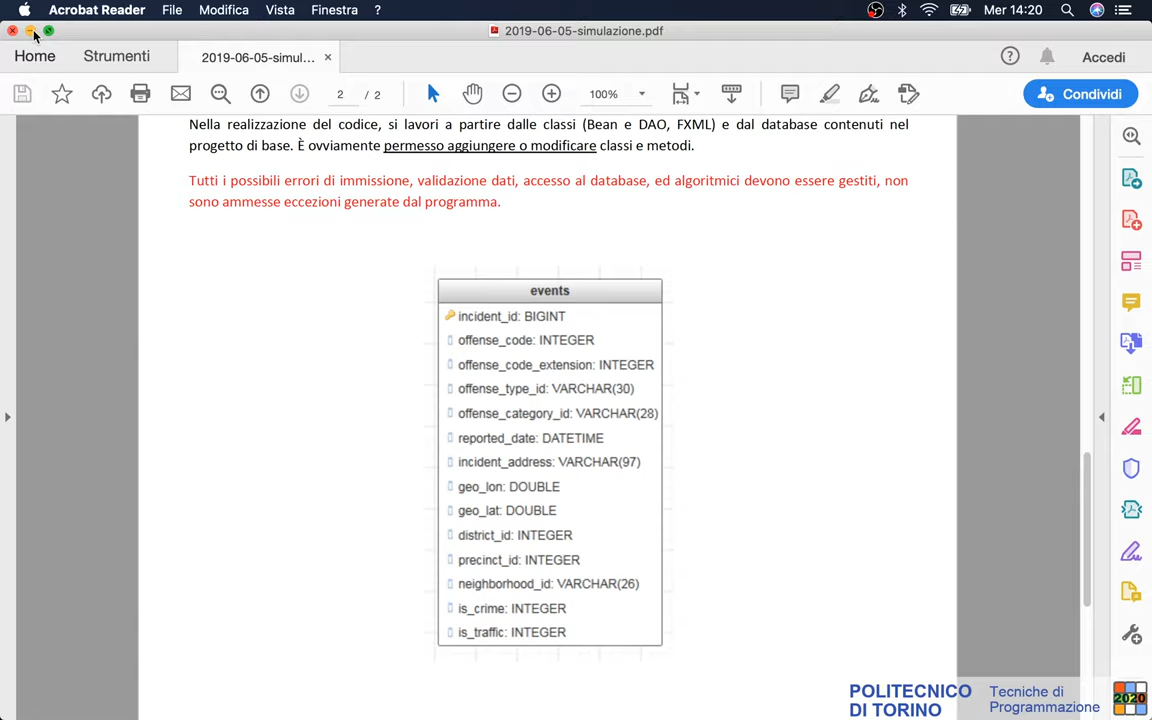 Acrobat Reader File Modifica Vista Finestra ? Mer 14:20
2019-06-05-simulazione.pdf
Home Strumenti 2019-06-05-simul... × ? Accedi
2 / 2 100% Condividi
Nella realizzazione del codice, si lavori a partire dalle classi (Bean e DAO, FXML) e dal database contenuti nel
progetto di base. È ovviamente permesso aggiungere o modificare classi e metodi.
Tutti i possibili errori di immissione, validazione dati, accesso al database, ed algoritmici devono essere gestiti, non
sono ammesse eccezioni generate dal programma.
events
incident_id: BIGINT
offense_code: INTEGER
offense_code_extension: INTEGER
offense_type_id: VARCHAR(30)
offense_category_id: VARCHAR(28)
reported_date: DATETIME
incident_address: VARCHAR(97)
geo_lon: DOUBLE
geo_lat: DOUBLE
district_id: INTEGER
precinct_id: INTEGER
neighborhood_id: VARCHAR(26)
is_crime: INTEGER
is_traffic: INTEGER
POLITECNICO
DI TORINO
Tecniche di
Programmazione
2020